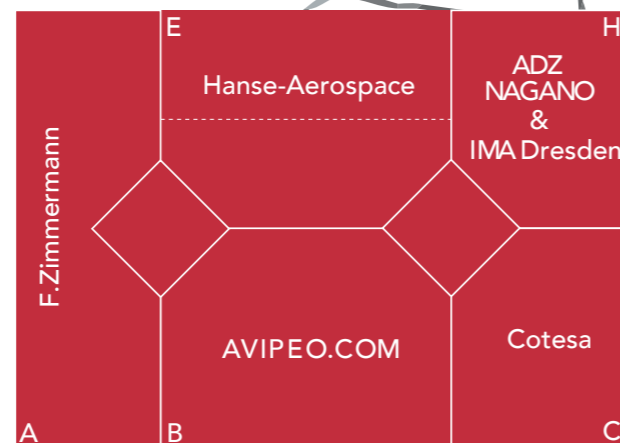 E
H
Hanse-Aerospace
ADZ
NAGANO
&
IMA Dresden
F.Zimmermann
AVIPEO.COM
Cotesa
A
B
C